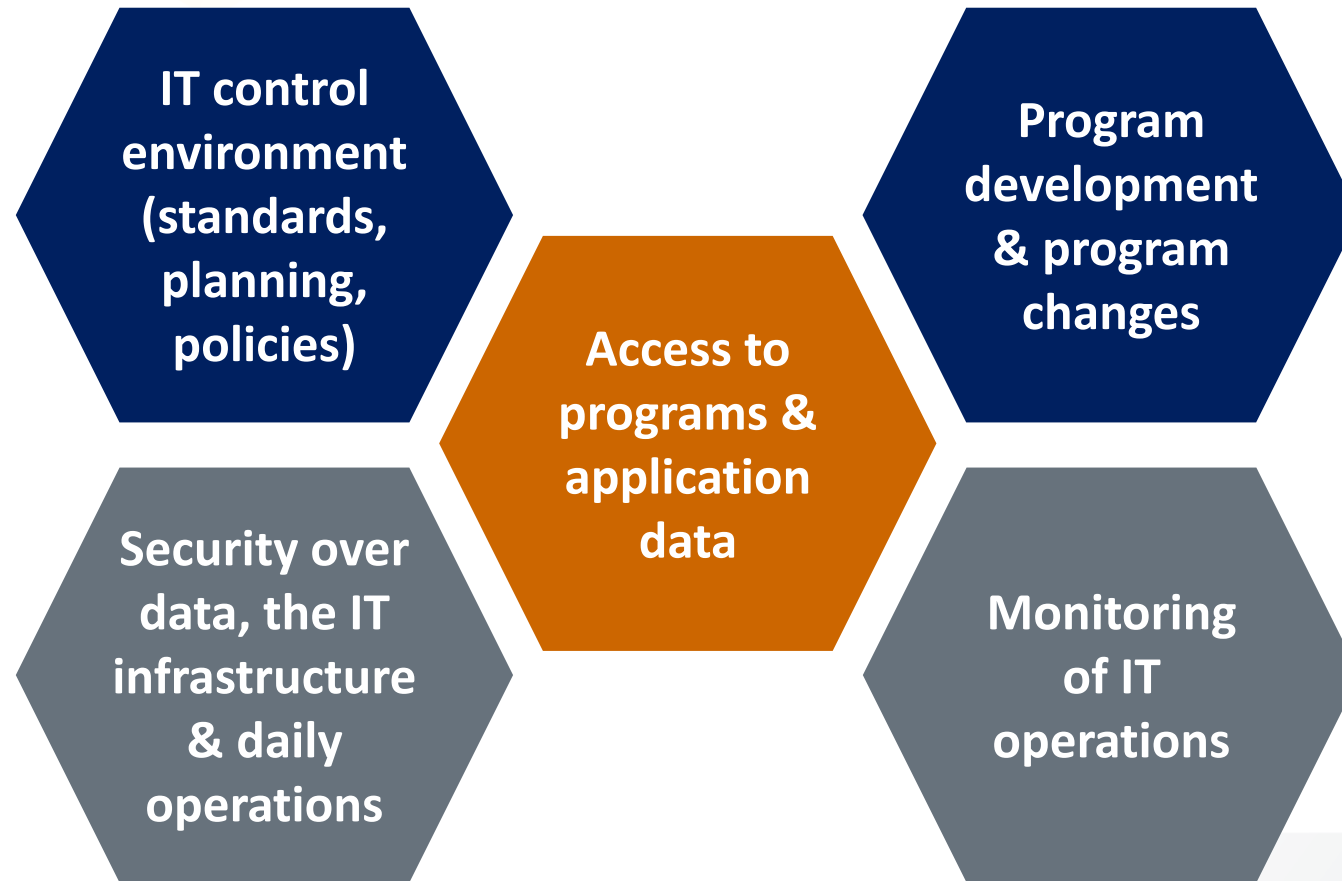 IT control
environment
(standards,
planning,
policies)
Program
development
& program
changes
Access to
programs &
application
data
Security over
data, the IT
infrastructure
& daily
operations
Monitoring
of IT
operations